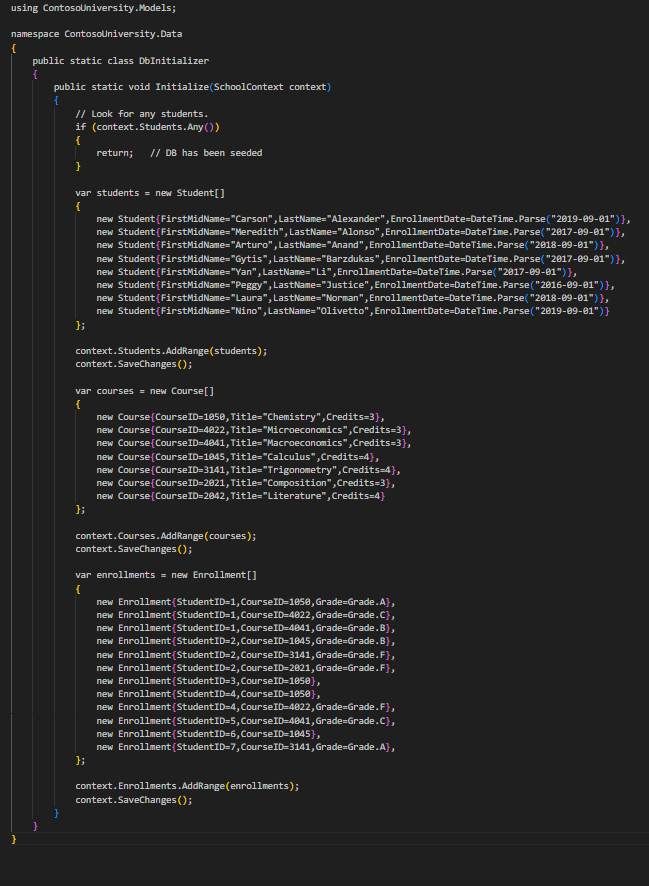 using ContosoUniversity.Models;
namespace ContosoUniversity.Data
{
public static class DbInitializer
{
public static void Initialize(SchoolContext context)
{
// Look for any students.
if (context.Students.Any())
{
return;   // DB has been seeded
}
var students = new Student[]
{
new Student{FirstMidName="Carson",LastName="Alexander",EnrollmentDate=DateTime.Parse("2019-09-01")},
new Student{FirstMidName="Meredith",LastName="Alonso",EnrollmentDate=DateTime.Parse("2017-09-01")},
new Student{FirstMidName="Arturo",LastName="Anand",EnrollmentDate=DateTime.Parse("2018-09-01")},
new Student{FirstMidName="Gytis",LastName="Barzdukas",EnrollmentDate=DateTime.Parse("2017-09-01")},
new Student{FirstMidName="Yan",LastName="Li",EnrollmentDate=DateTime.Parse("2017-09-01")},
new Student{FirstMidName="Peggy",LastName="Justice",EnrollmentDate=DateTime.Parse("2016-09-01")},
new Student{FirstMidName="Laura",LastName="Norman",EnrollmentDate=DateTime.Parse("2018-09-01")},
new Student{FirstMidName="Nino",LastName="Olivetto",EnrollmentDate=DateTime.Parse("2019-09-01")}
};
context.Students.AddRange(students);
context.SaveChanges();
var courses = new Course[]
{
new Course{CourseID=1050,Title="Chemistry",Credits=3},
new Course{CourseID=4022,Title="Microeconomics",Credits=3},
new Course{CourseID=4041,Title="Macroeconomics",Credits=3},
new Course{CourseID=1045,Title="Calculus",Credits=4},
new Course{CourseID=3141,Title="Trigonometry",Credits=4},
new Course{CourseID=2021,Title="Composition",Credits=3},
new Course{CourseID=2042,Title="Literature",Credits=4}
};
context.Courses.AddRange(courses);
context.SaveChanges();
var enrollments = new Enrollment[]
{
new Enrollment{StudentID=1,CourseID=1050,Grade=Grade.A},
new Enrollment{StudentID=1,CourseID=4022,Grade=Grade.C},
new Enrollment{StudentID=1,CourseID=4041,Grade=Grade.B},
new Enrollment{StudentID=2,CourseID=1045,Grade=Grade.B},
new Enrollment{StudentID=2,CourseID=3141,Grade=Grade.F},
new Enrollment{StudentID=2,CourseID=2021,Grade=Grade.F},
new Enrollment{StudentID=3,CourseID=1050},
new Enrollment{StudentID=4,CourseID=1050},
new Enrollment{StudentID=4,CourseID=4022,Grade=Grade.F},
new Enrollment{StudentID=5,CourseID=4041,Grade=Grade.C},
new Enrollment{StudentID=6,CourseID=1045},
new Enrollment{StudentID=7,CourseID=3141,Grade=Grade.A},
};
context.Enrollments.AddRange(enrollments);
context.SaveChanges();
}
}
}